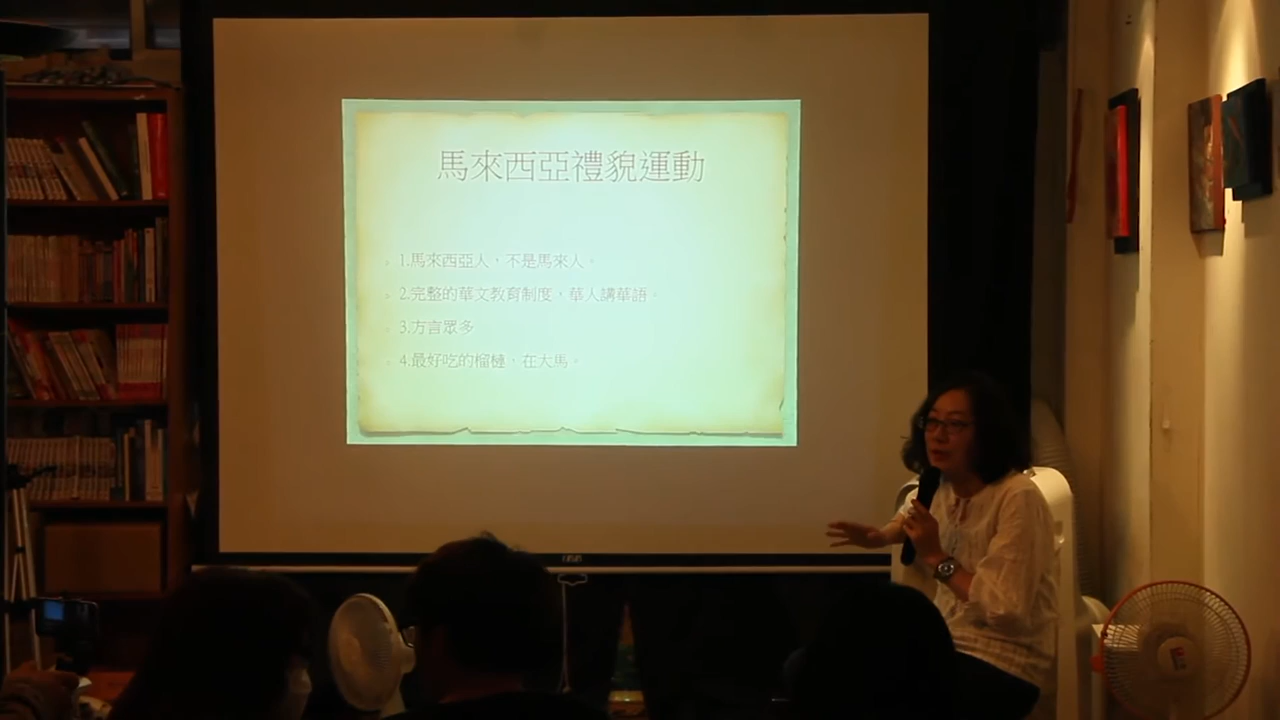 馬來西亞禮貌運動
1.馬來西亞人，不是馬來人。
2.完整的華文教育制度，華人講華語。
3.方言眾多
4.最好吃的榴槤，在大馬。